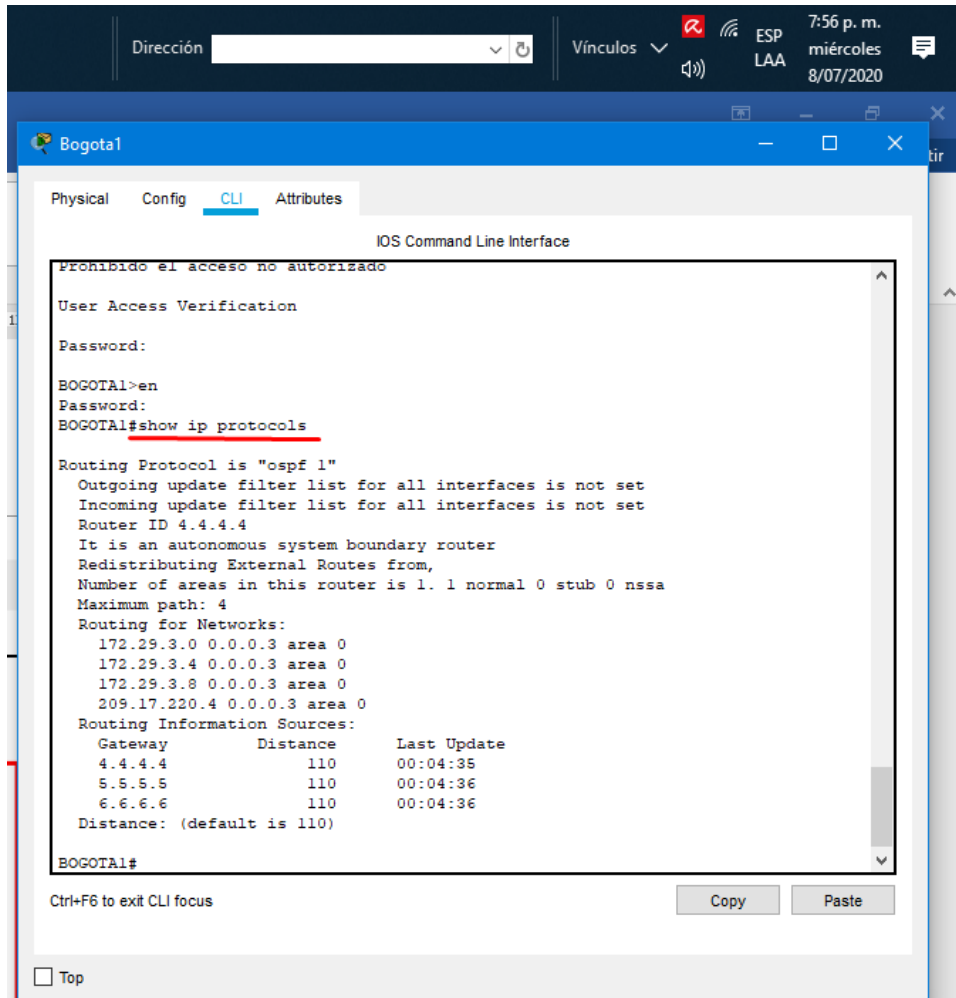 7:56 p. m.
Dirección
Vínculos
ESP
miércoles
LAA
8/07/2020
Bogota1
tir
Physical Config CLI Attributes
IOS Command Line Interface
Prohibido el acceso no autorizado
User Access Verification
Password:
BOGOTA1>en
Password:
BOGOTA1#show ip protocols
Routing Protocol is "ospf 1"
Outgoing update filter list for all interfaces is not set
Incoming update filter list for all interfaces is not set
Router ID 4.4.4.4
It is an autonomous system boundary router
Redistributing External Routes from,
Number of areas in this router is 1. 1 normal 0 stub 0 nssa
Maximum path: 4
Routing for Networks:
172.29.3.0 0.0.0.3 area 0
172.29.3.4 0.0.0.3 area 0
172.29.3.8 0.0.0.3 area 0
209.17.220.4 0.0.0.3 area 0
Routing Information Sources:
Gateway Distance Last Update
4.4.4.4 110 00:04:35
5.5.5.5 110 00:04:36
6.6.6.6 110 00:04:36
Distance: (default is 110)
BOGOTA1#
Ctrl+F6 to exit CLI focus
Copy Paste
Top